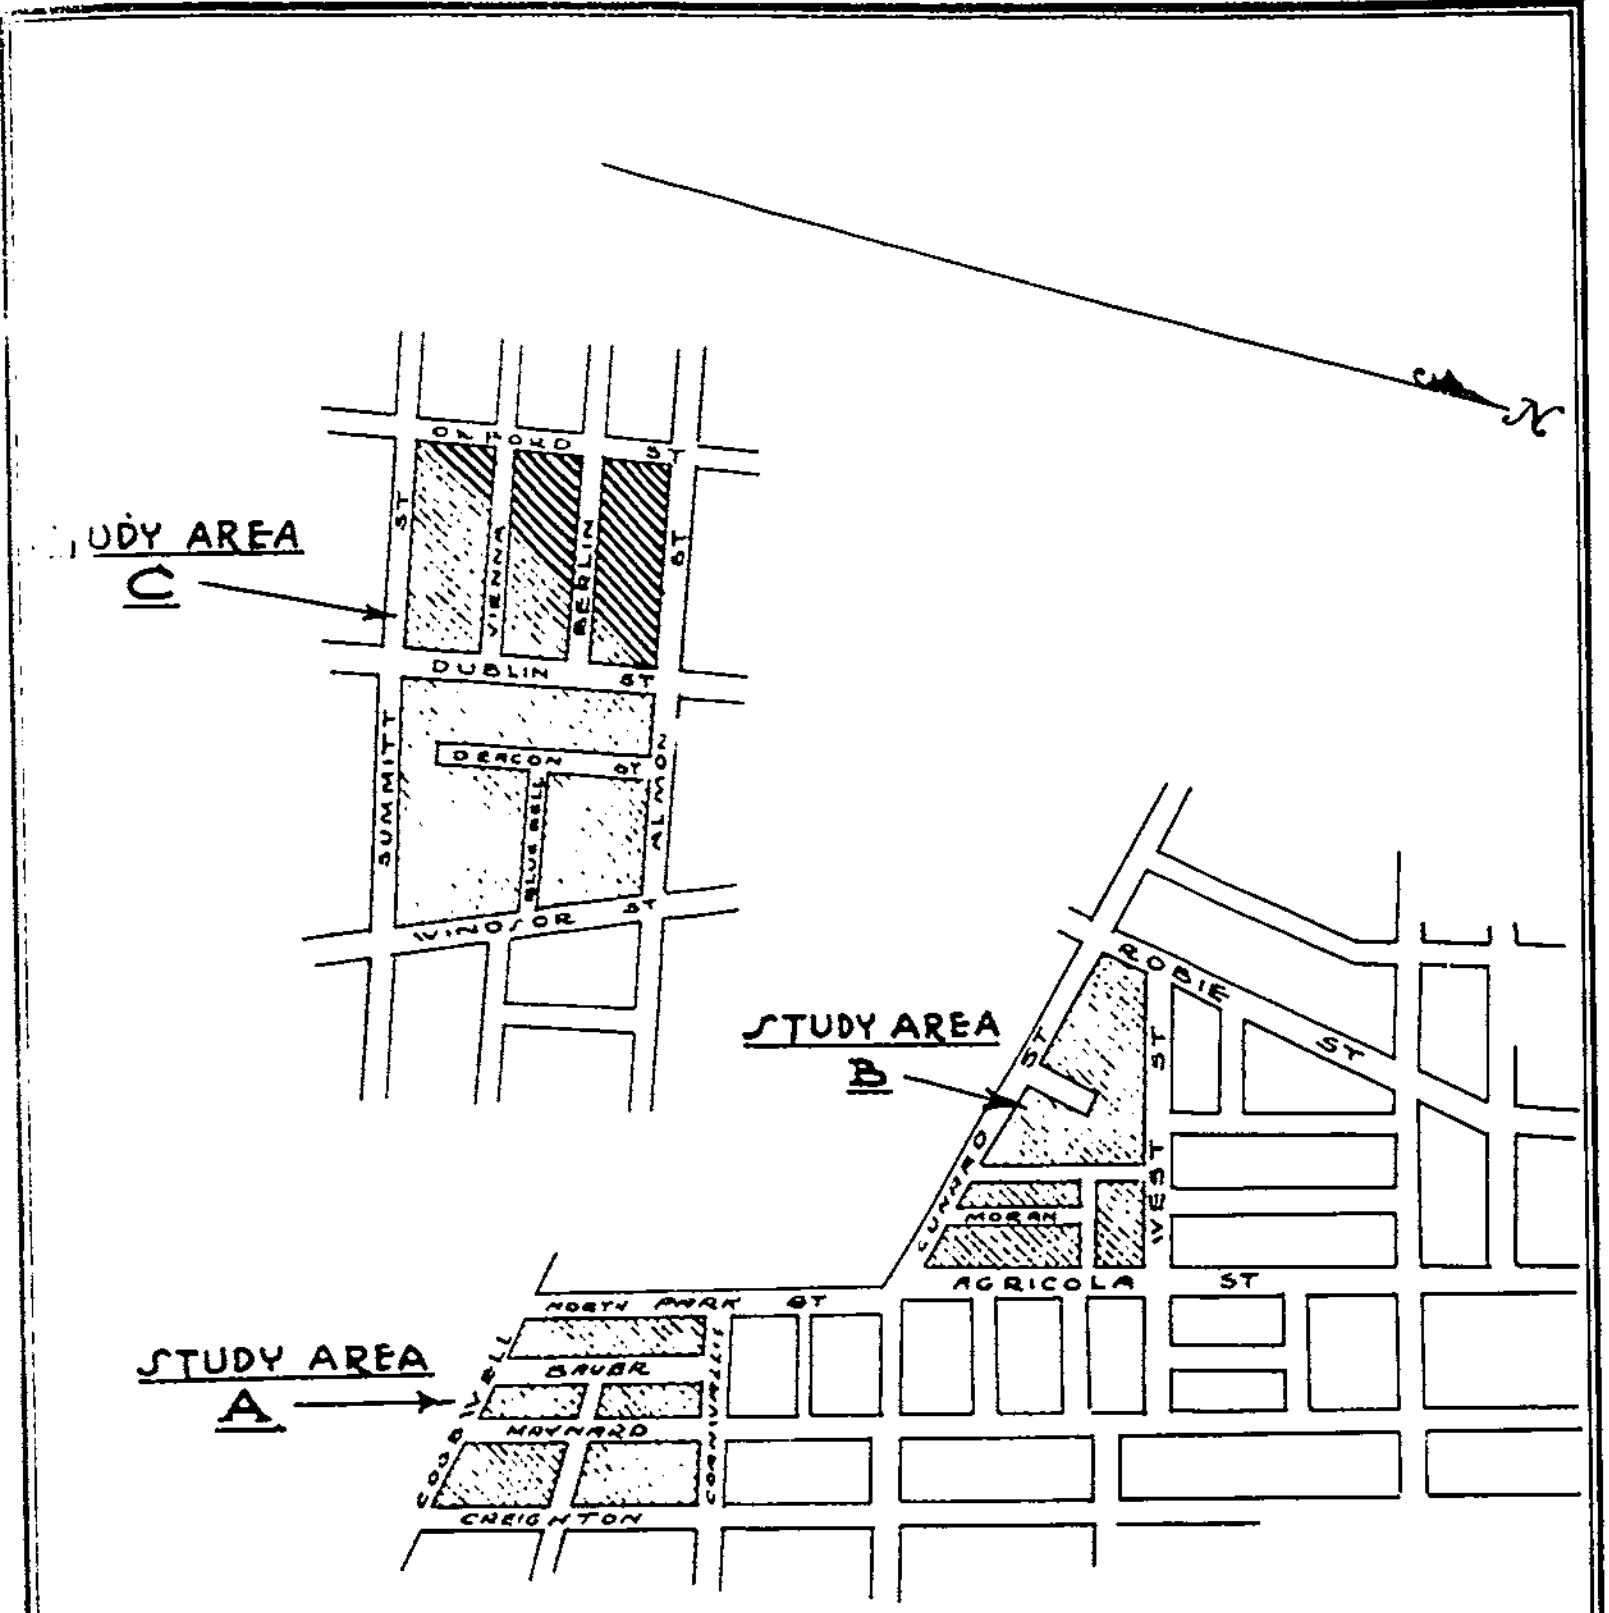 N
OXFORD ST
ST
VIENNA
BERLIN
ST
UDY AREA
C
DUBLIN ST
SUMMITT
DEACON ST
BLUE BELL
ALMON
WINDSOR ST
ROBIE ST
STUDY AREA
B
ST
CUNARD
ST
WEST
MORAN
AGRICOLA ST
NORTH PARK ST
STUDY AREA
A
BAUER
MAYNARD
CREIGHTON